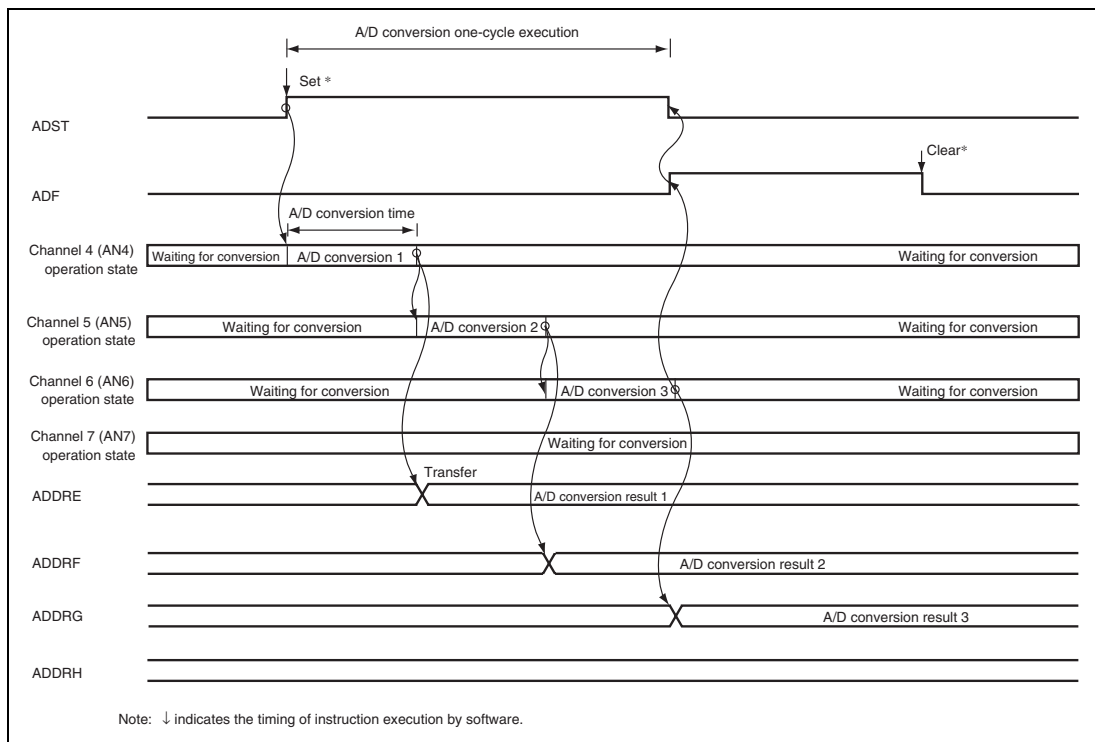 A/D conversion one-cycle execution
Set *
ADST
Clear*
ADF
A/D conversion time
Channel 4 (AN4)
operation state
Waiting for conversion
A/D conversion 1
Waiting for conversion
Channel 5 (AN5)
operation state
Waiting for conversion
A/D conversion 2
Waiting for conversion
Channel 6 (AN6)
operation state
Waiting for conversion
A/D conversion 3
Waiting for conversion
Channel 7 (AN7)
operation state
Waiting for conversion
Transfer
ADDRE
A/D conversion result 1
ADDRF
A/D conversion result 2
ADDRG
A/D conversion result 3
ADDRH
Note: ↓ indicates the timing of instruction execution by software.